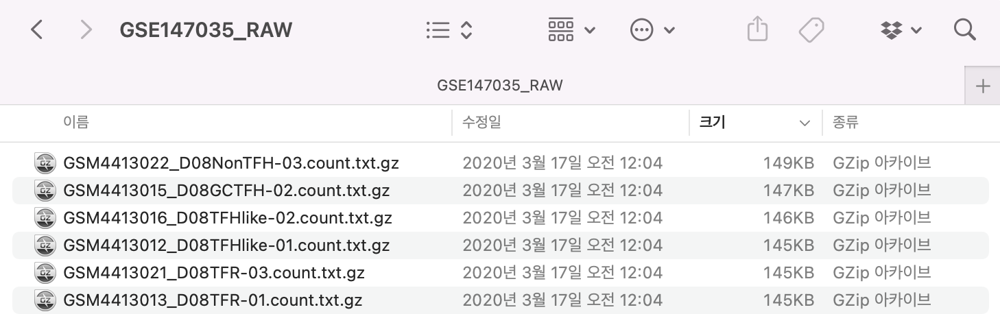 GSE147035_RAW
GSE147035_RAW
이름 수정일 크기 종류
GSM4413022_D08NonTFH-03.count.txt.gz 2020년 3월 17일 오전 12:04 149KB GZip 아카이브
GSM4413015_D08GCTFH-02.count.txt.gz 2020년 3월 17일 오전 12:04 147KB GZip 아카이브
GSM4413016_D08TFHlike-02.count.txt.gz 2020년 3월 17일 오전 12:04 146KB GZip 아카이브
GSM4413012_D08TFHlike-01.count.txt.gz 2020년 3월 17일 오전 12:04 145KB GZip 아카이브
GSM4413021_D08TFR-03.count.txt.gz 2020년 3월 17일 오전 12:04 145KB GZip 아카이브
GSM4413013_D08TFR-01.count.txt.gz 2020년 3월 17일 오전 12:04 145KB GZip 아카이브